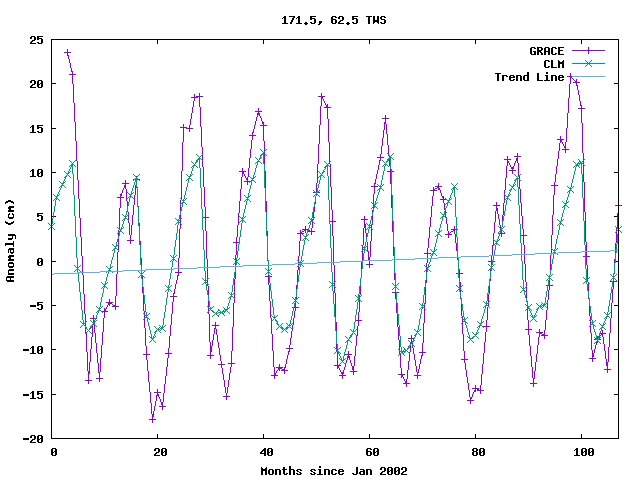 171.5, 62.5 TWS
25
20
15
10
5
0
-5
-10
-15
-20
Anomaly (cm)
GRACE
CLM
Trend Line
0 20 40 60 80 100
Months since Jan 2002